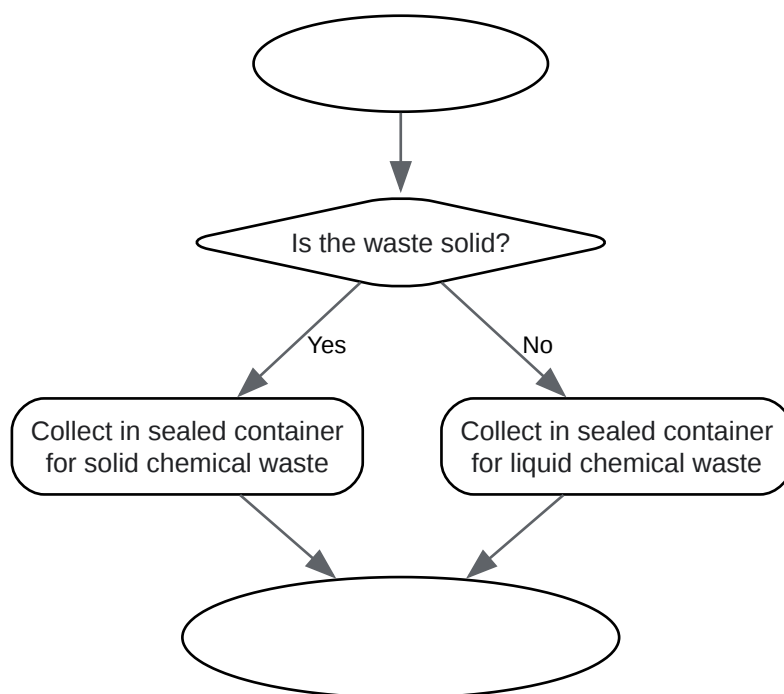 Is the waste solid?
Yes
No
Collect in sealed container
for solid chemical waste
Collect in sealed container
for liquid chemical waste